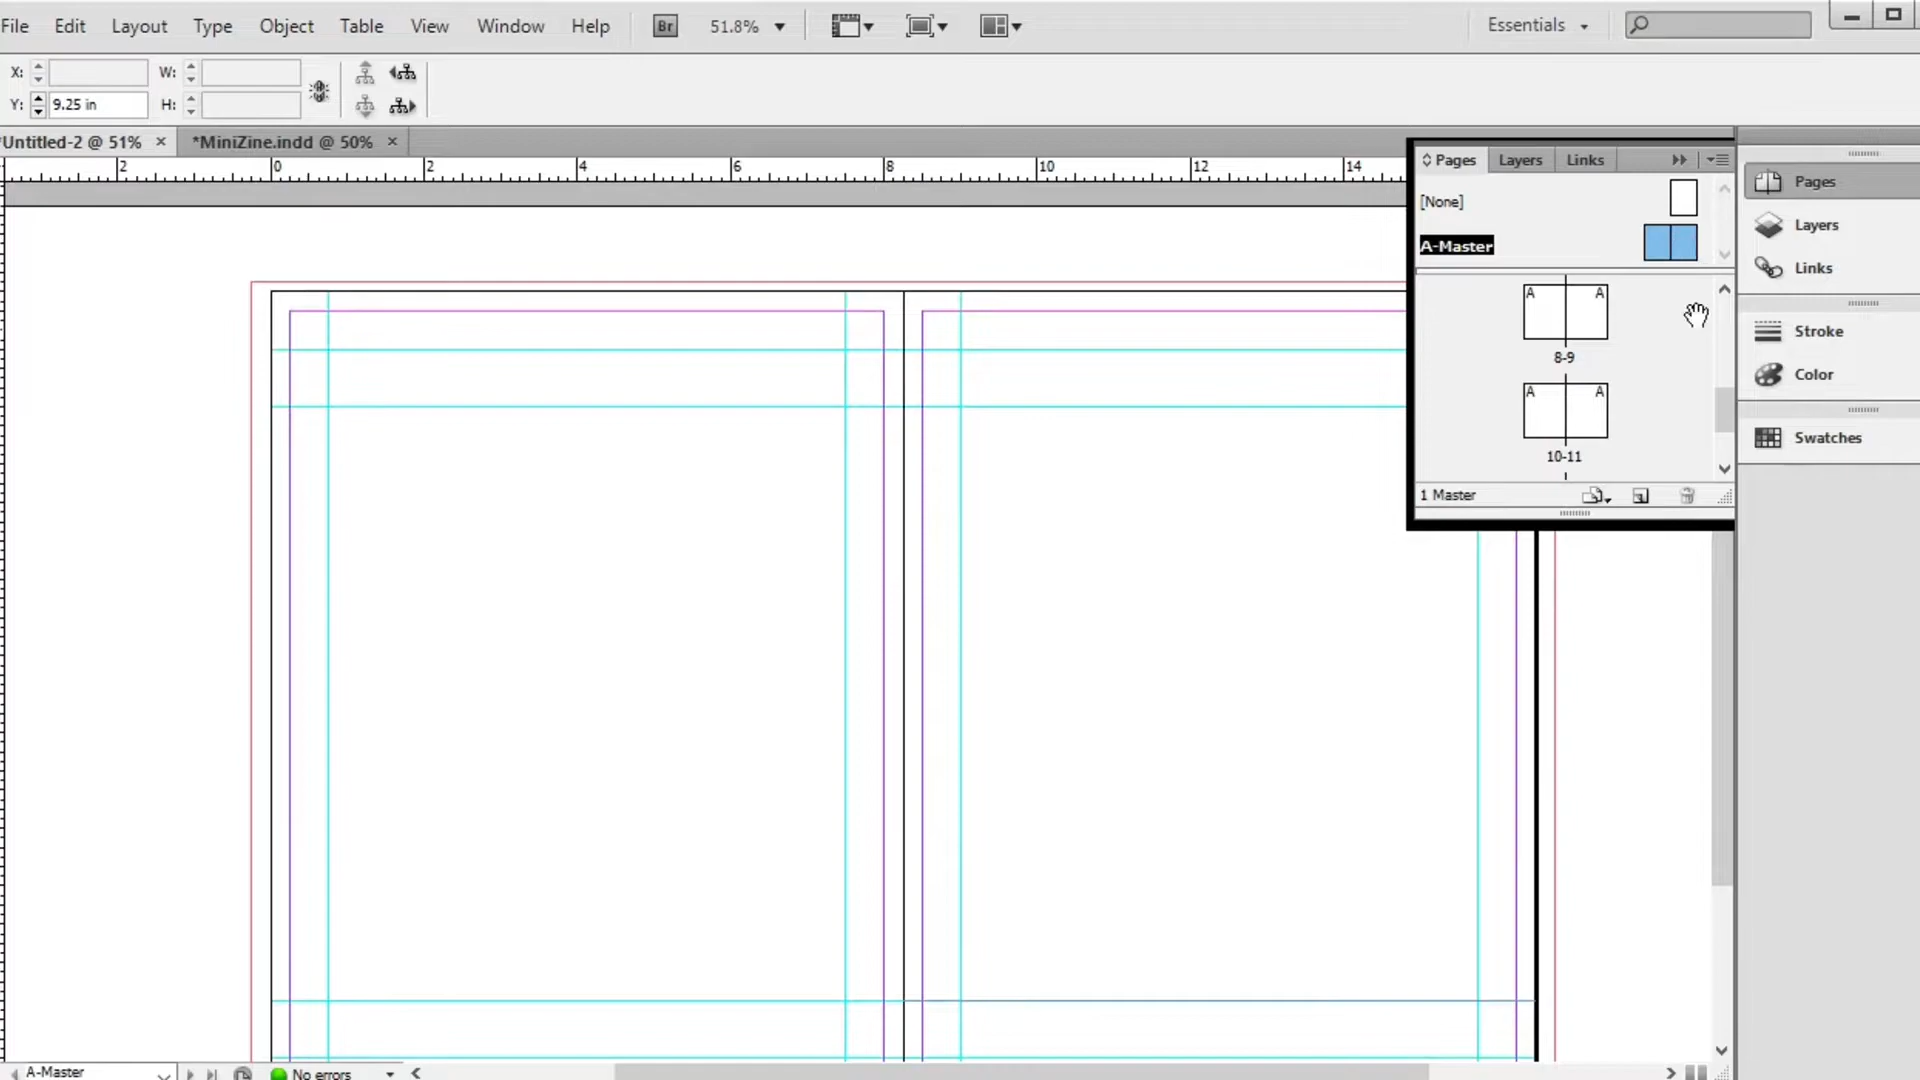 File Edit Layout Type Object Table View Window Help Br 51.8% Essentials
X: W:
Y: 9.25 in H:
*Untitled-2 @ 51% × *MiniZine.indd @ 50% ×
2 0 2 4 6 8 10 12 14
Pages Layers Links
[None]
A-Master
A A
8-9
A A
10-11
1 Master
Pages
Layers
Links
Stroke
Color
Swatches
A-Master No errors